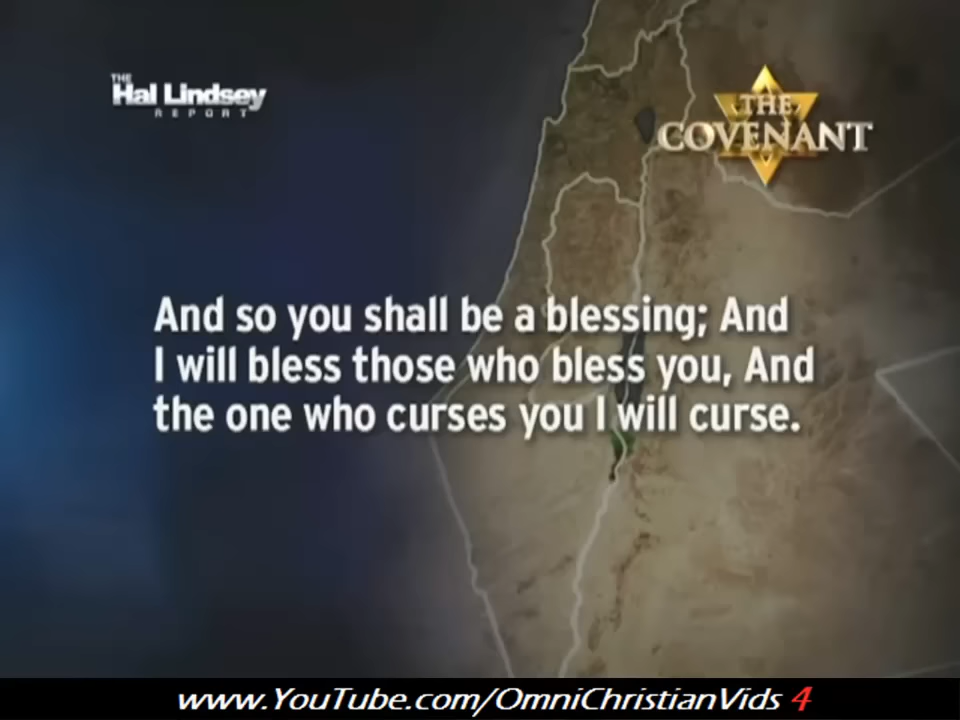 THE
Hal Lindsey
REPORT
THE
COVENANT
And so you shall be a blessing; And
I will bless those who bless you, And
the one who curses you I will curse.
www.YouTube.com/OmniChristianVids 4